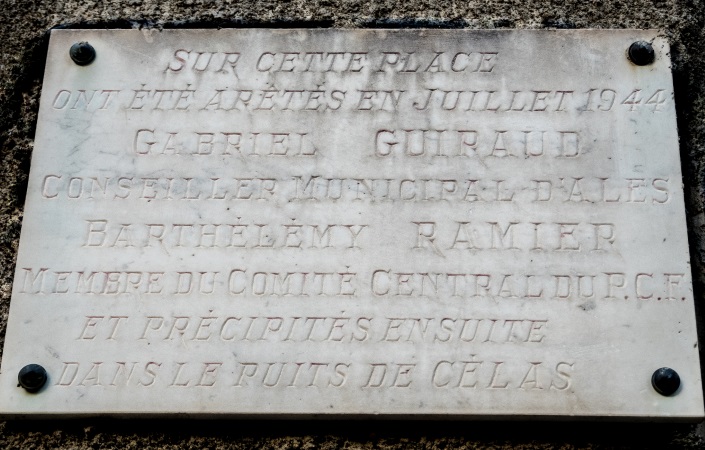 SUR CETTE PLACE
ONT ÉTÉ ARÊTÉS EN JUILLET 1944
GABRIEL GUIRAUD
CONSEILLER MUNICIPAL D'ALES
BARTHÉLÉMY RAMIER
MEMBRE DU COMITÉ CENTRAL DU P.C.F.
ET PRÉCIPITÉS ENSUITE
DANS LE PUITS DE CÉLAS